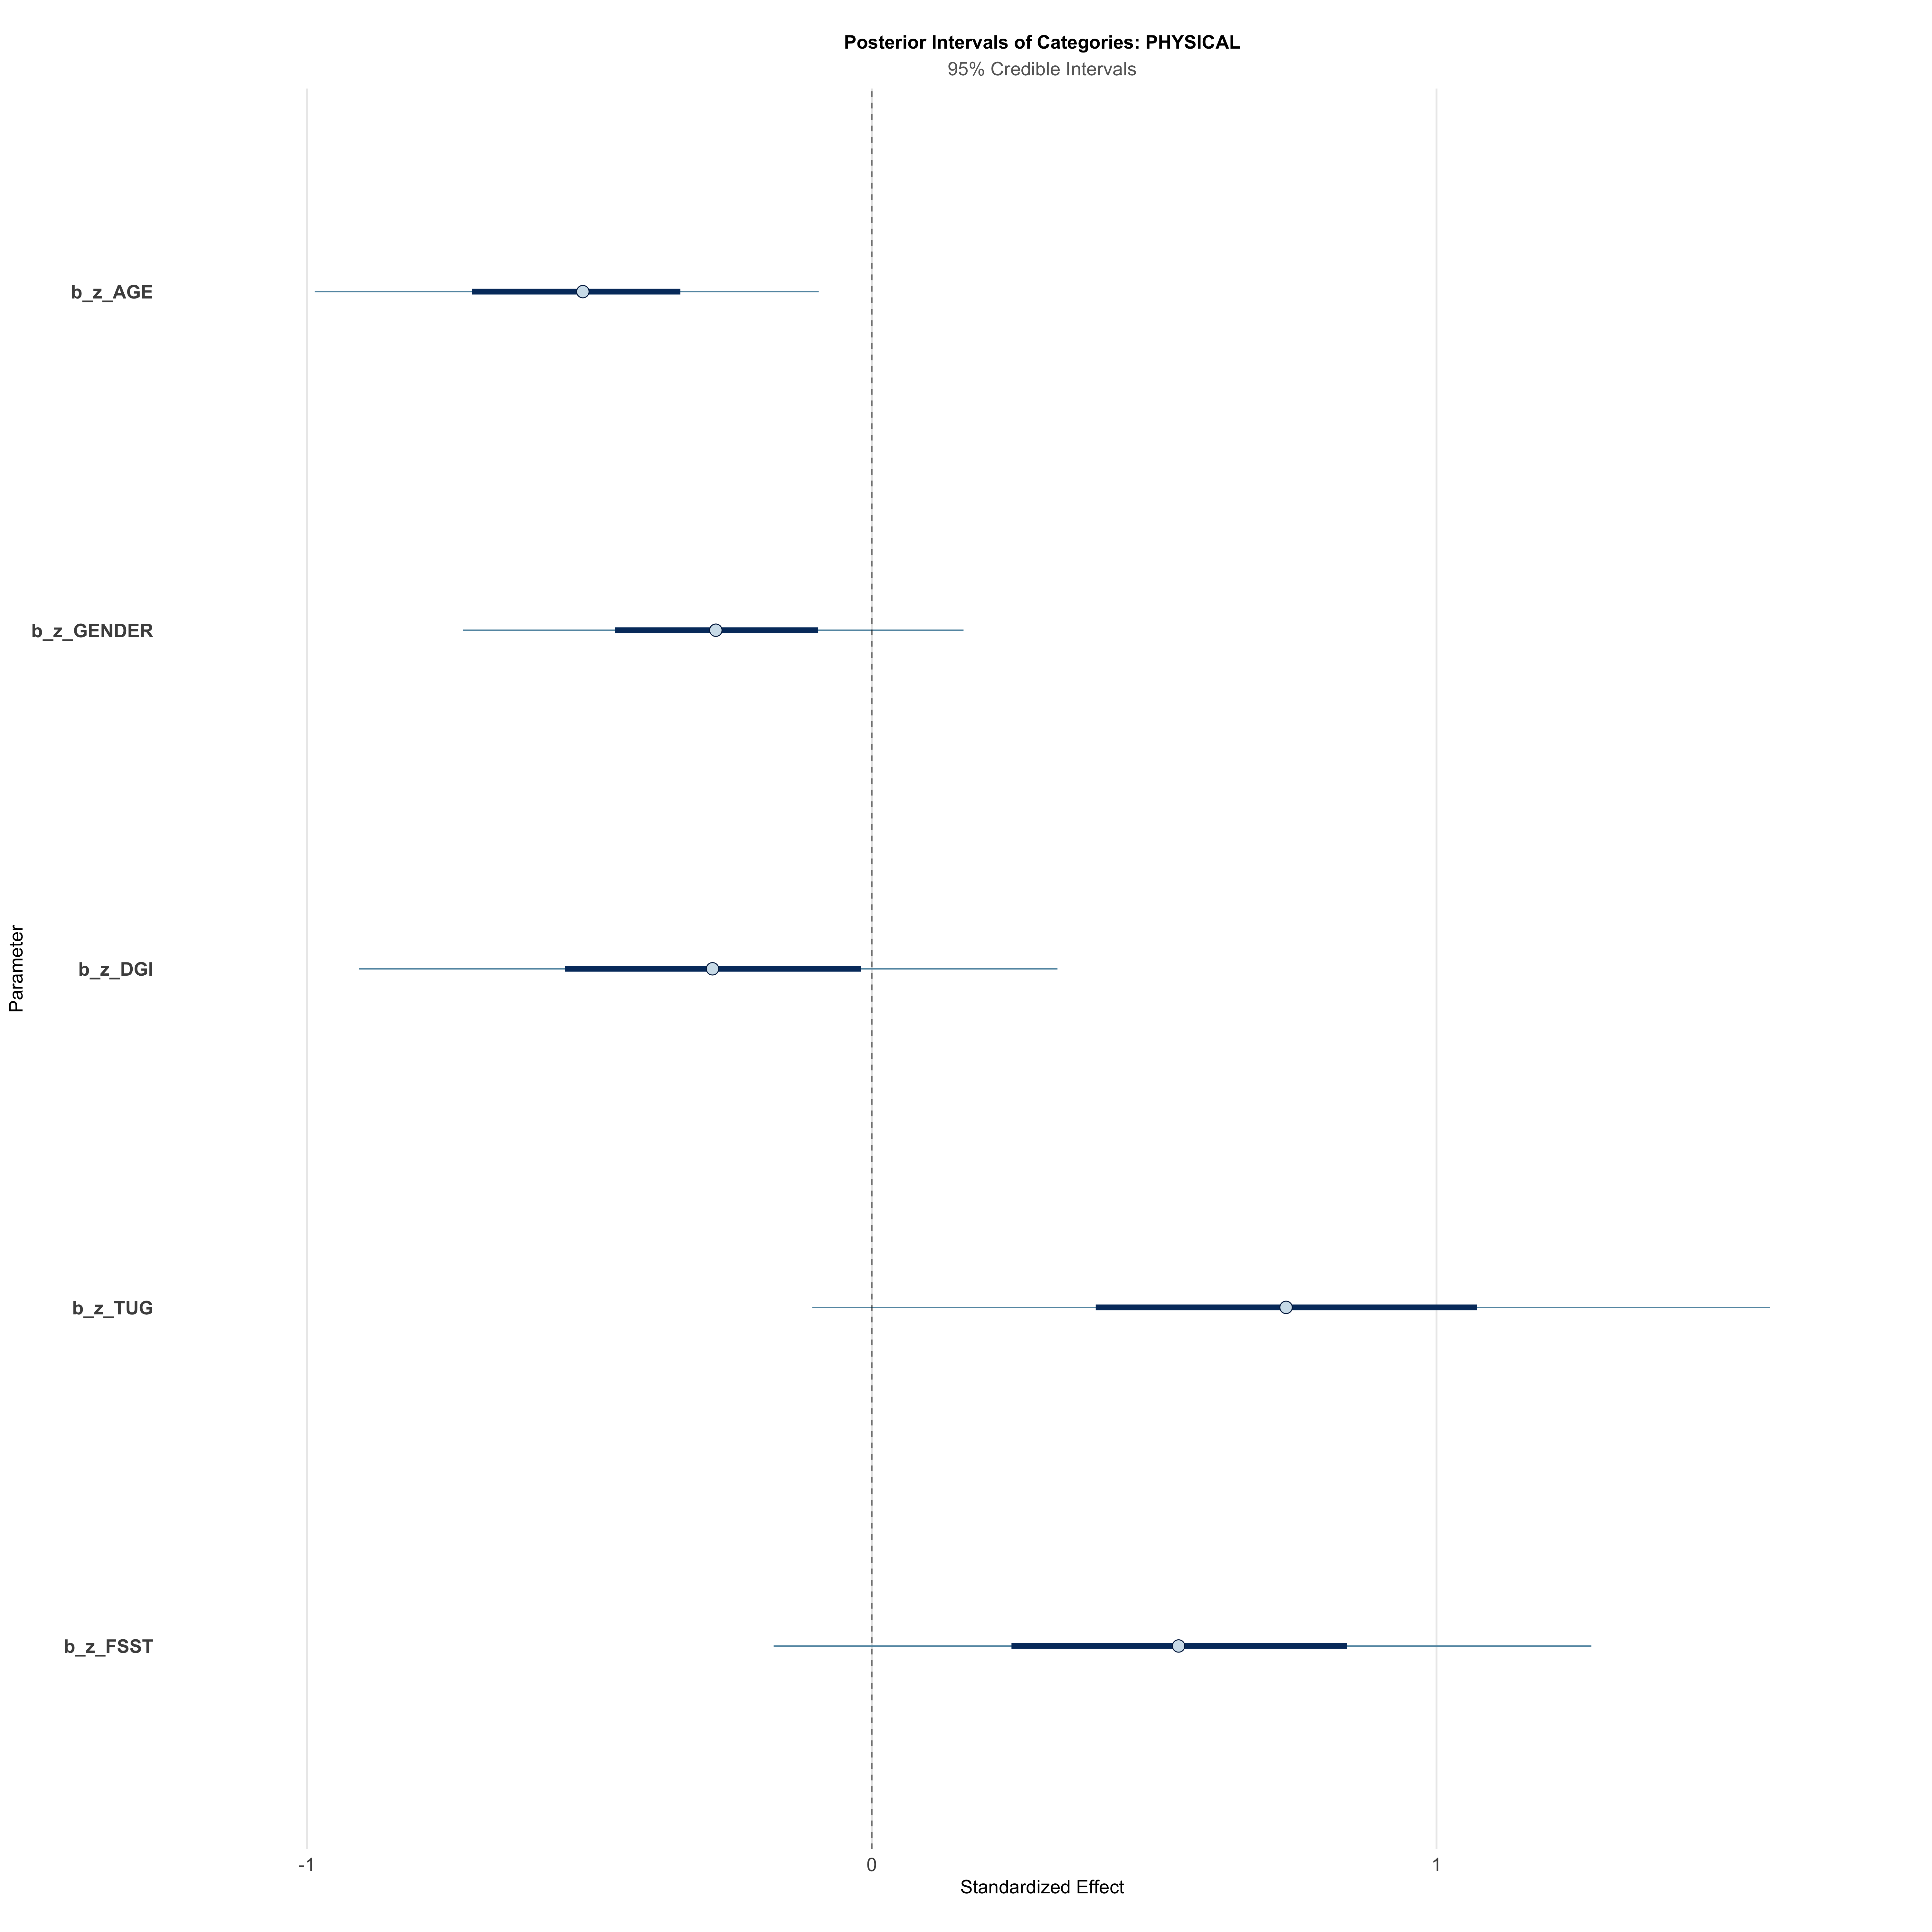 Posterior Intervals of Categories: PHYSICAL
95% Credible Intervals
Parameter
b_z_AGE
b_z_GENDER
b_z_DGI
b_z_TUG
b_z_FSST
-1 0 1
Standardized Effect